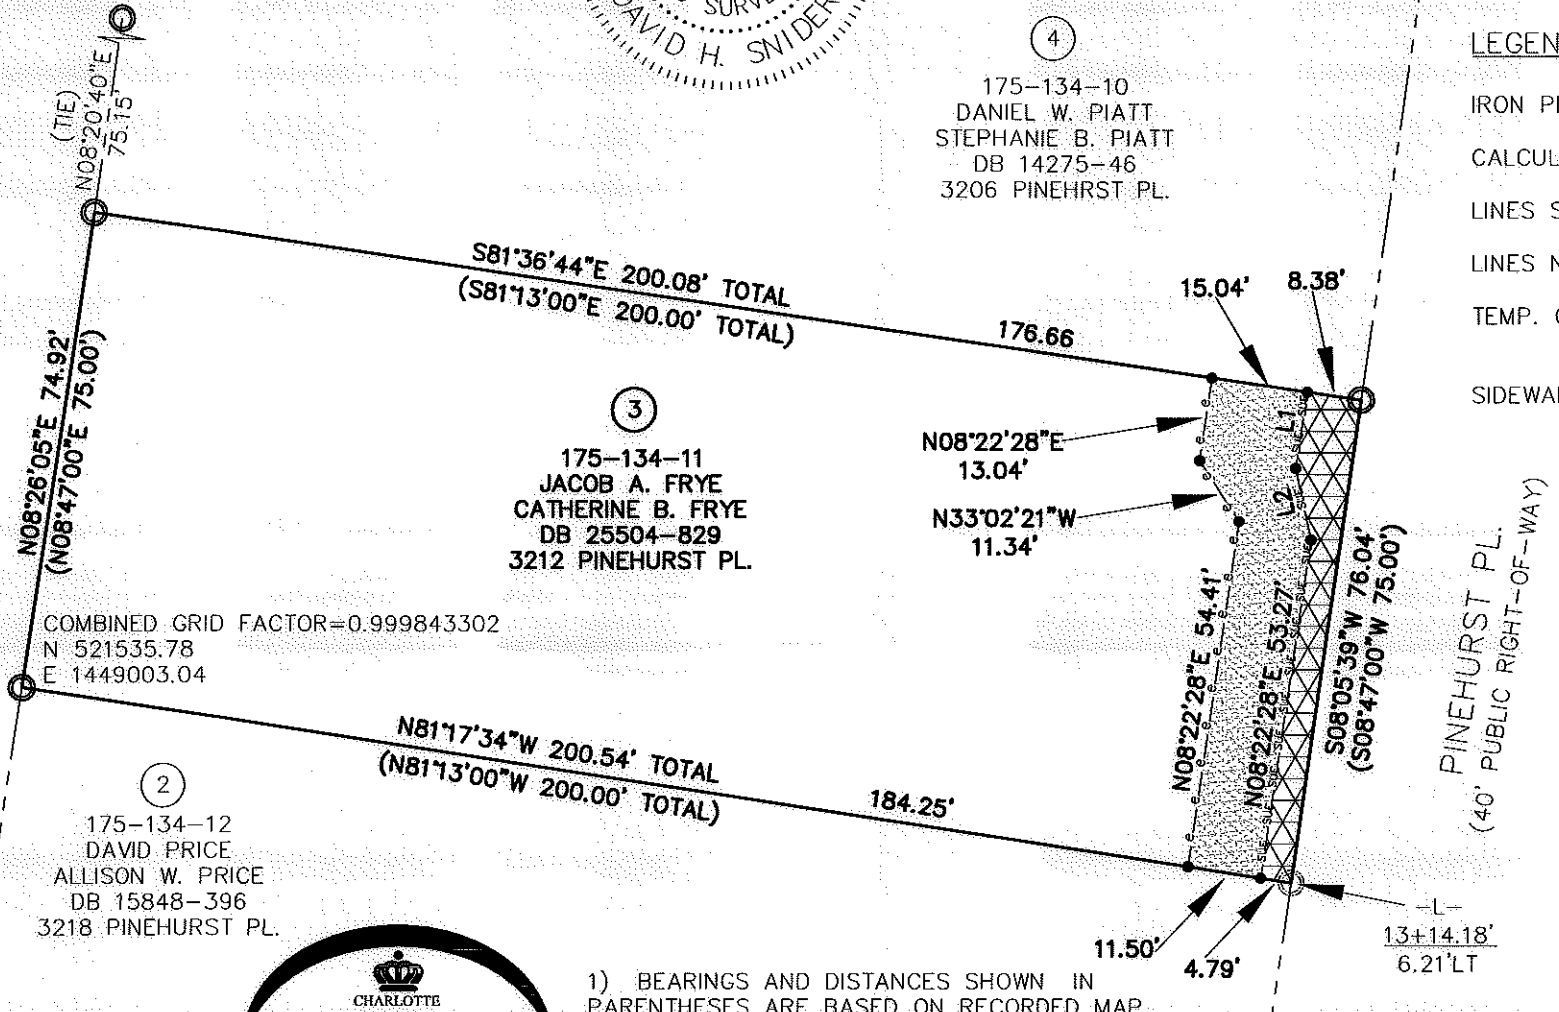 SURVE
DAVID H. SNIDER
(TIE)
N08°20'40"E
75.15'
4
175-134-10
DANIEL W. PIATT
STEPHANIE B. PIATT
DB 14275-46
3206 PINEHRST PL.
LEGEN
IRON PI
CALCUL
LINES S
LINES N
TEMP. C
SIDEWAL
S81°36'44"E 200.08' TOTAL
(S81°13'00"E 200.00' TOTAL)
176.66
15.04'
8.38'
N08°26'05"E 74.92'
(N08°47'00"E 75.00')
3
175-134-11
JACOB A. FRYE
CATHERINE B. FRYE
DB 25504-829
3212 PINEHURST PL.
N08°22'28"E
13.04'
N33°02'21"W
11.34'
L1
L2
N08°22'28"E 54.41'
N08°22'28"E 53.27'
S08°05'39"W 76.04'
(S08°47'00"W 75.00')
PINEHURST PL.
(40' PUBLIC RIGHT-OF-WAY)
COMBINED GRID FACTOR=0.999843302
N 521535.78
E 1449003.04
N81°17'34"W 200.54' TOTAL
(N81°13'00"W 200.00' TOTAL)
184.25'
2
175-134-12
DAVID PRICE
ALLISON W. PRICE
DB 15848-396
3218 PINEHURST PL.
11.50'
4.79'
-L-
13+14.18'
6.21'LT
CHARLOTTE
1) BEARINGS AND DISTANCES SHOWN IN
PARENTHESES ARE BASED ON RECORDED MAP